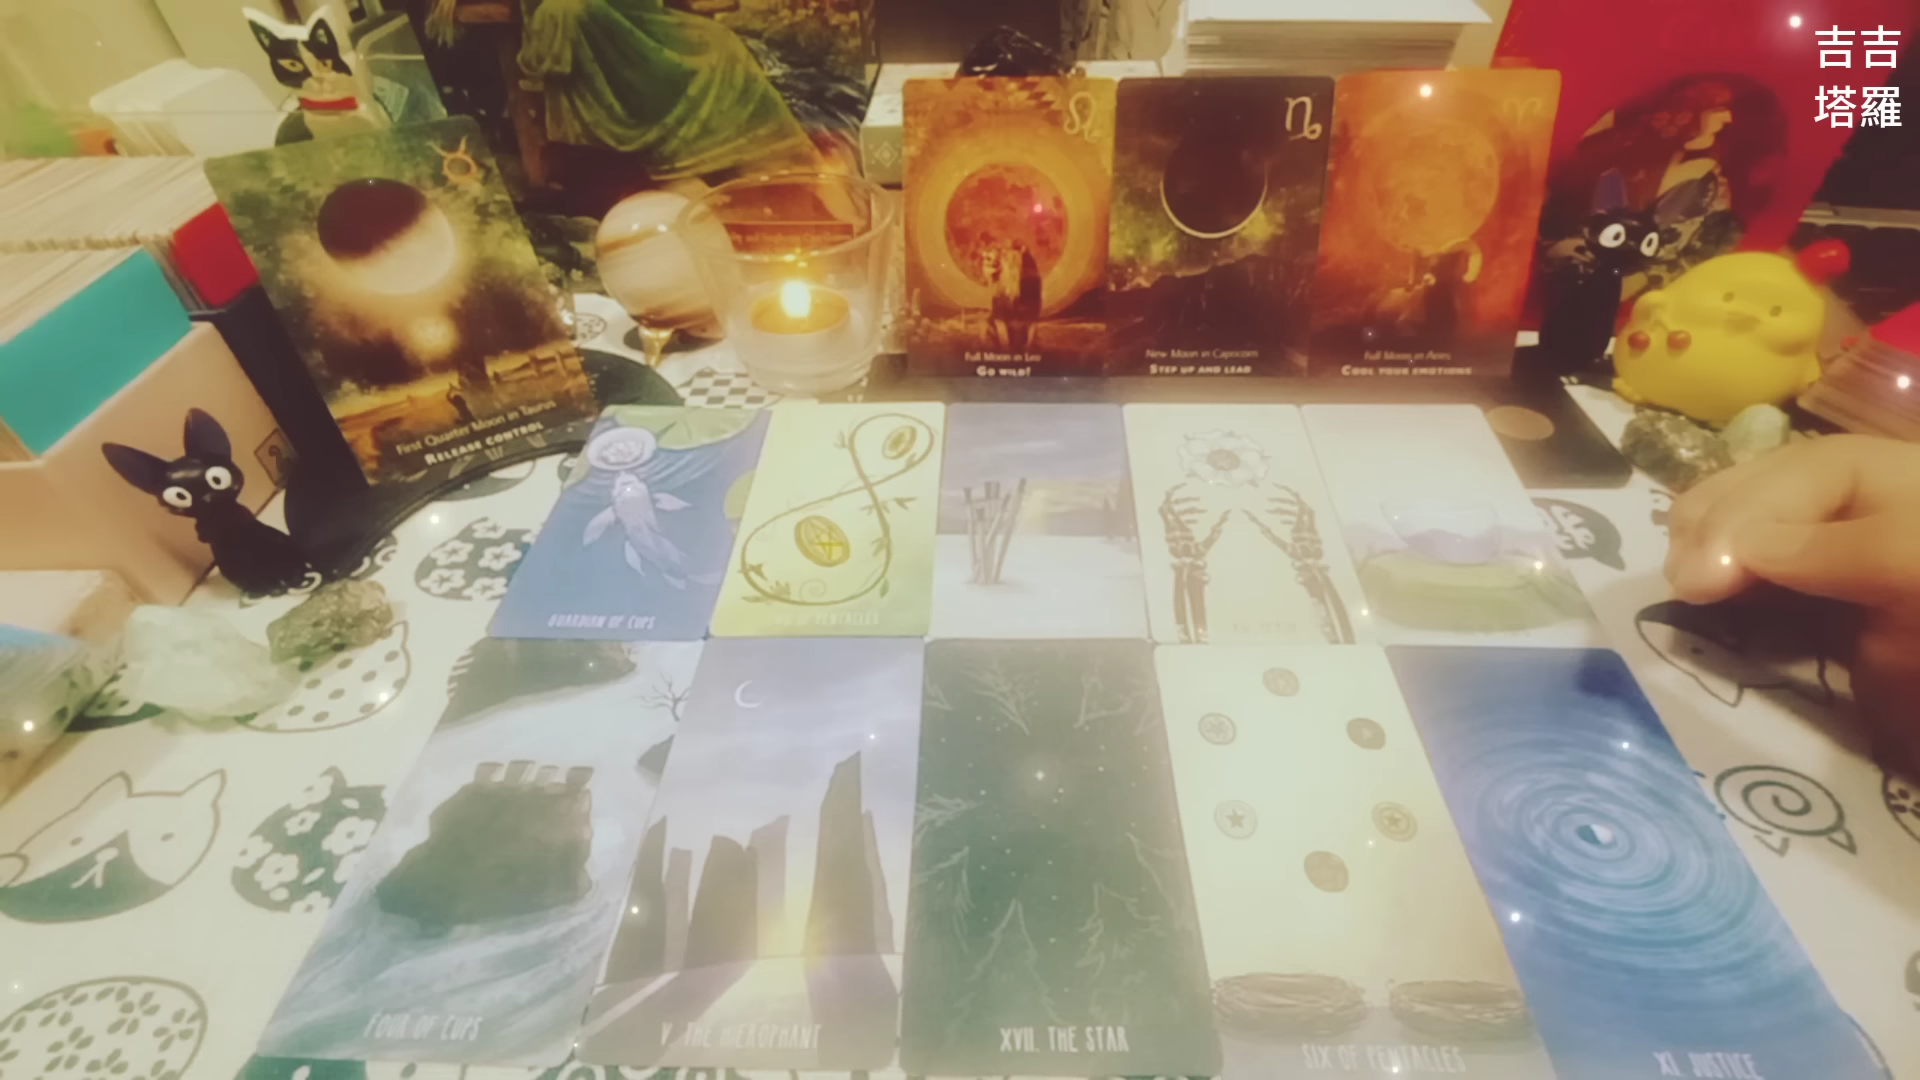 吉吉
塔羅
First Quarter Moon in Taurus
RELEASE CONTROL
Full Moon in Leo
GO WILD!
New Moon in Capricorn
STEP UP AND LEAD
Full Moon in Aries
COOL YOUR EMOTIONS
GUARDIAN OF CUPS
OF PENTACLES
FOUR OF CUPS
V. THE HIEROPHANT
XVII. THE STAR
SIX OF PENTACLES
XI. JUSTICE